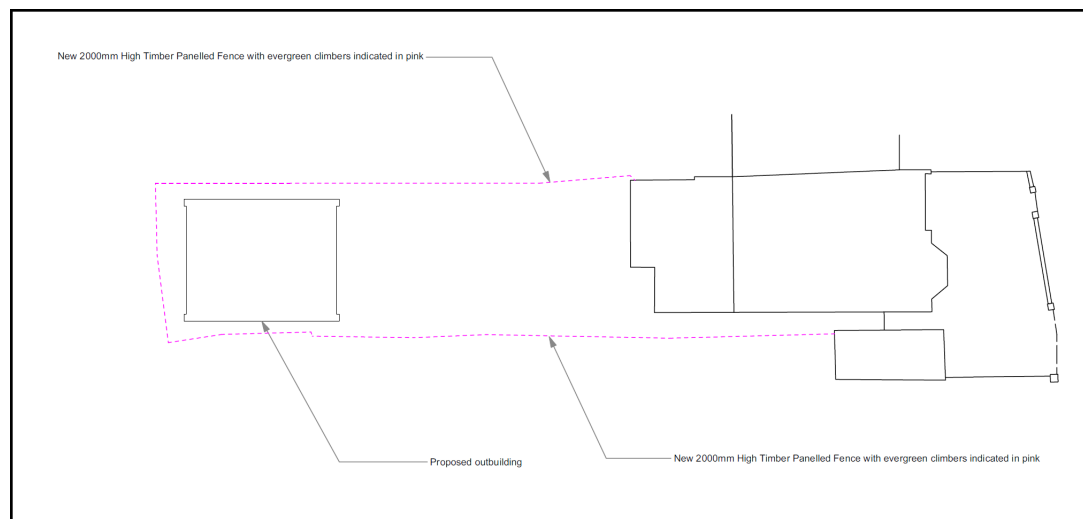 New 2000mm High Timber Panelled Fence with evergreen climbers indicated in pink
Proposed outbuilding
New 2000mm High Timber Panelled Fence with evergreen climbers indicated in pink